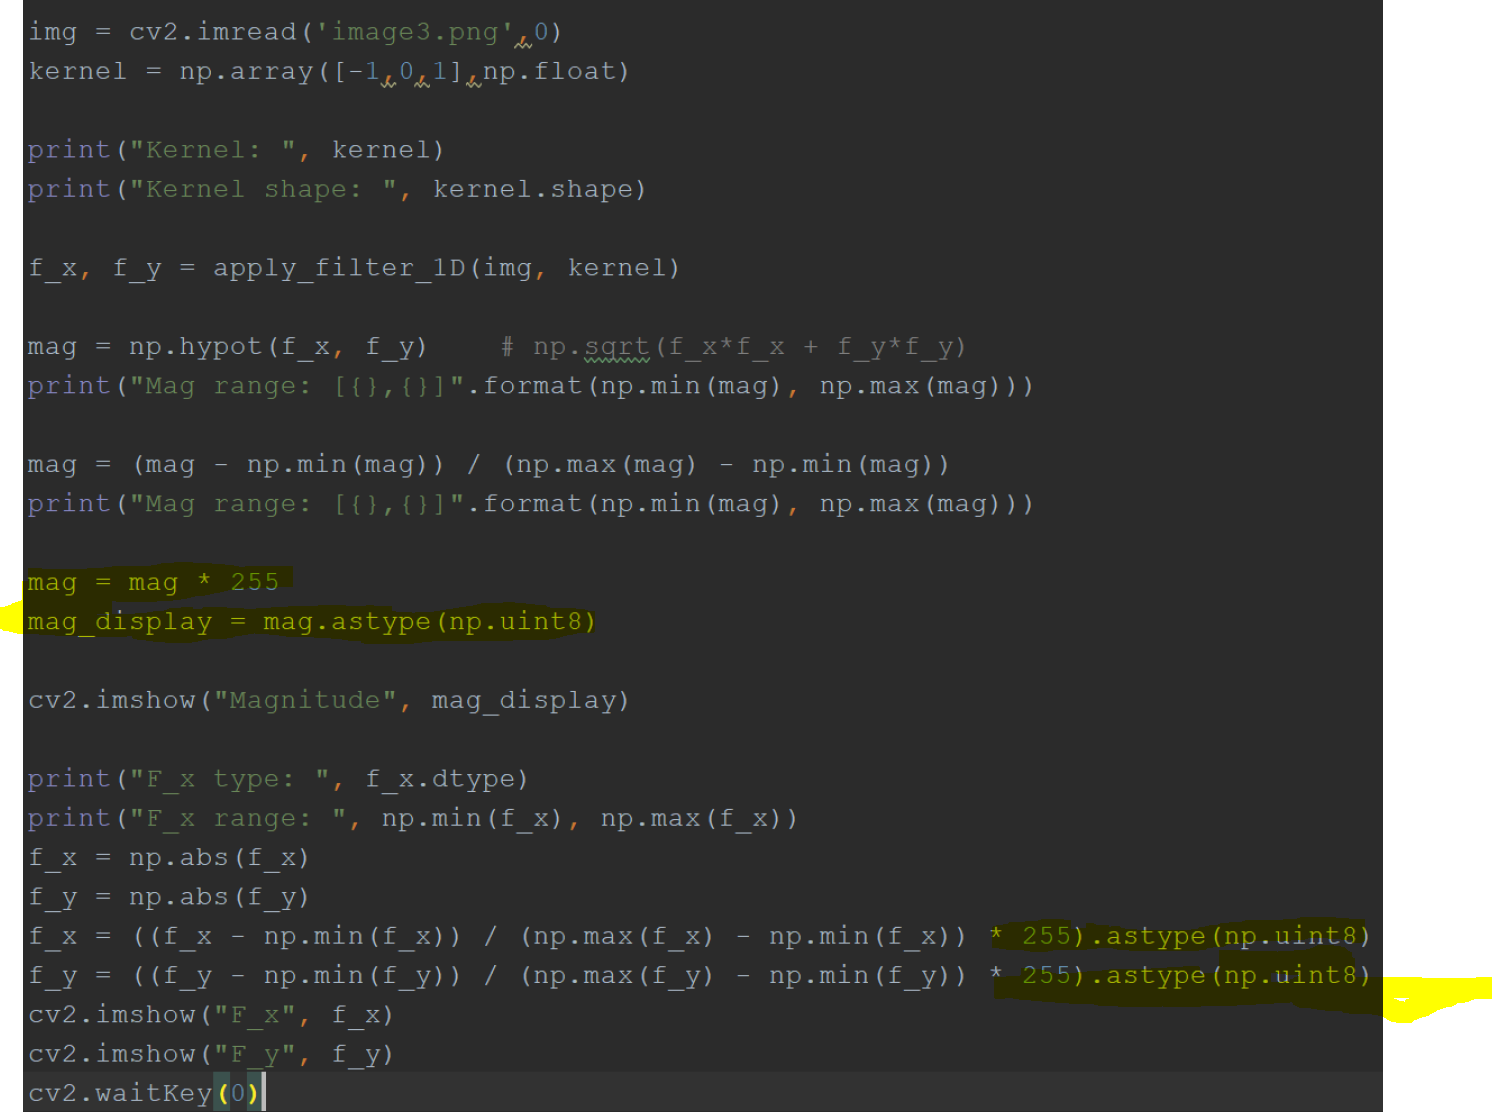 img = cv2.imread('image3.png',0)
kernel = np.array([-1,0,1],np.float)
print("Kernel: ", kernel)
print("Kernel shape: ", kernel.shape)
f_x, f_y = apply_filter_1D(img, kernel)
mag = np.hypot(f_x, f_y)    # np.sqrt(f_x*f_x + f_y*f_y)
print("Mag range: [{},{}]".format(np.min(mag), np.max(mag)))
mag = (mag - np.min(mag)) / (np.max(mag) - np.min(mag))
print("Mag range: [{},{}]".format(np.min(mag), np.max(mag)))
mag = mag * 255
mag_display = mag.astype(np.uint8)
cv2.imshow("Magnitude", mag_display)
print("F_x type: ", f_x.dtype)
print("F_x range: ", np.min(f_x), np.max(f_x))
f_x = np.abs(f_x)
f_y = np.abs(f_y)
f_x = ((f_x - np.min(f_x)) / (np.max(f_x) - np.min(f_x)) * 255).astype(np.uint8)
f_y = ((f_y - np.min(f_y)) / (np.max(f_y) - np.min(f_y)) * 255).astype(np.uint8)
cv2.imshow("F_x", f_x)
cv2.imshow("F_y", f_y)
cv2.waitKey(0)